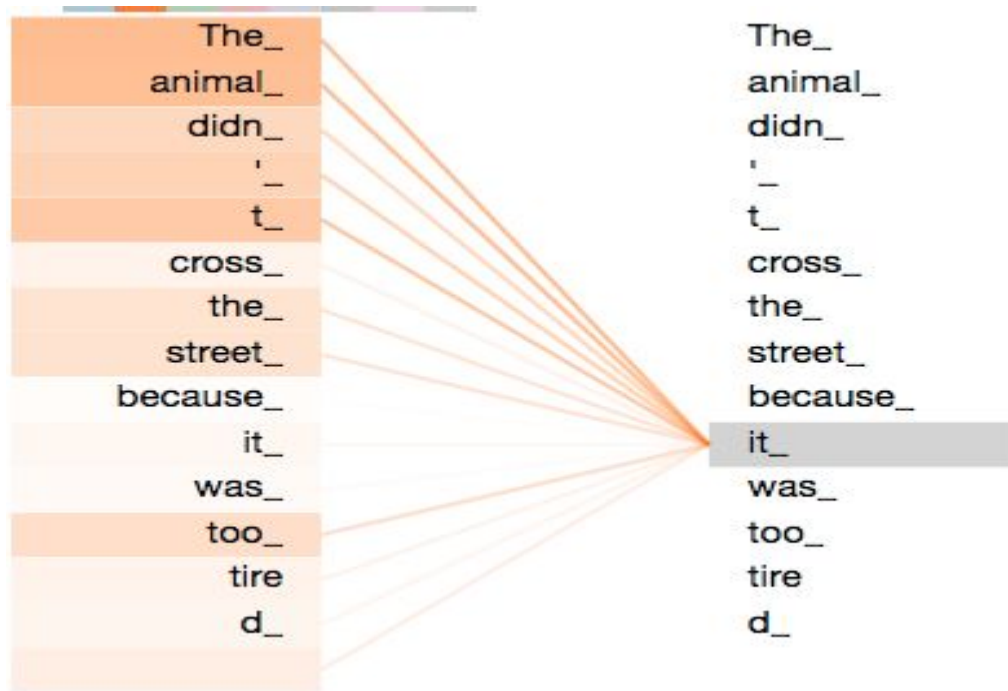 The_ The_
animal_ animal_
didn_ didn_
'_ '_
t_ t_
cross_ cross_
the_ the_
street_ street_
because_ because_
it_ it_
was_ was_
too_ too_
tire tire
d_ d_